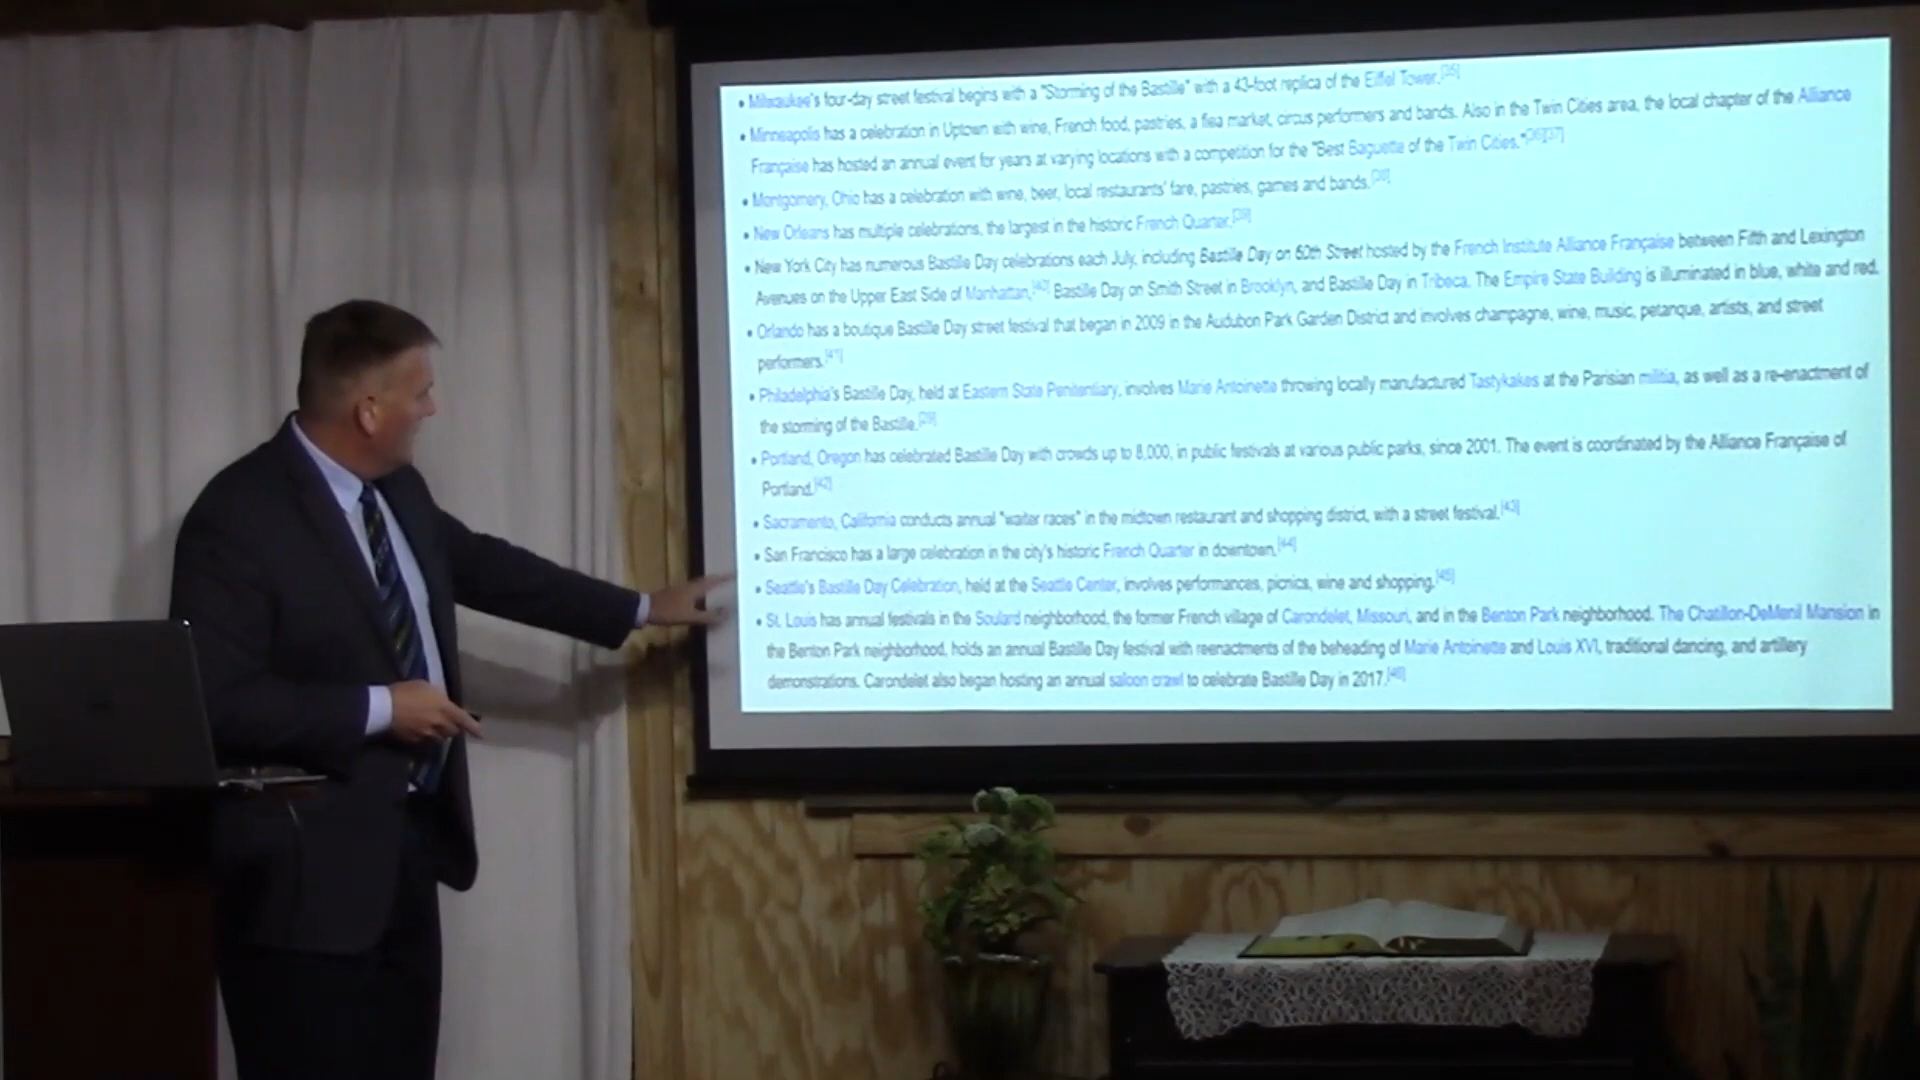 • Milwaukee's four-day street festival begins with a "Storming of the Bastille" with a 43-foot replica of the Eiffel Tower.[35]
• Minneapolis has a celebration in Uptown with wine, French food, pastries, a flea market, circus performers and bands. Also in the Twin Cities area, the local chapter of the Alliance
Française has hosted an annual event for years at varying locations with a competition for the "Best Baguette of the Twin Cities."[36][37]
• Montgomery, Ohio has a celebration with wine, beer, local restaurants' fare, pastries, games and bands.[38]
• New Orleans has multiple celebrations, the largest in the historic French Quarter.[39]
• New York City has numerous Bastille Day celebrations each July, including Bastille Day on 60th Street hosted by the French Institute Alliance Française between Fifth and Lexington
Avenues on the Upper East Side of Manhattan,[40] Bastille Day on Smith Street in Brooklyn, and Bastille Day in Tribeca. The Empire State Building is illuminated in blue, white and red.
• Orlando has a boutique Bastille Day street festival that began in 2009 in the Audubon Park Garden District and involves champagne, wine, music, petanque, artists, and street
performers.[41]
• Philadelphia's Bastille Day, held at Eastern State Penitentiary, involves Marie Antoinette throwing locally manufactured Tastykakes at the Parisian militia, as well as a re-enactment of
the storming of the Bastille.[29]
• Portland, Oregon has celebrated Bastille Day with crowds up to 8,000, in public festivals at various public parks, since 2001. The event is coordinated by the Alliance Française of
Portland.[42]
• Sacramento, California conducts annual "waiter races" in the midtown restaurant and shopping district, with a street festival.[43]
• San Francisco has a large celebration in the city's historic French Quarter in downtown.[44]
• Seattle's Bastille Day Celebration, held at the Seattle Center, involves performances, picnics, wine and shopping.[45]
• St. Louis has annual festivals in the Soulard neighborhood, the former French village of Carondelet, Missouri, and in the Benton Park neighborhood. The Chatillon-DeMenil Mansion in
the Benton Park neighborhood, holds an annual Bastille Day festival with reenactments of the beheading of Marie Antoinette and Louis XVI, traditional dancing, and artillery
demonstrations. Carondelet also began hosting an annual saloon crawl to celebrate Bastille Day in 2017.[46]